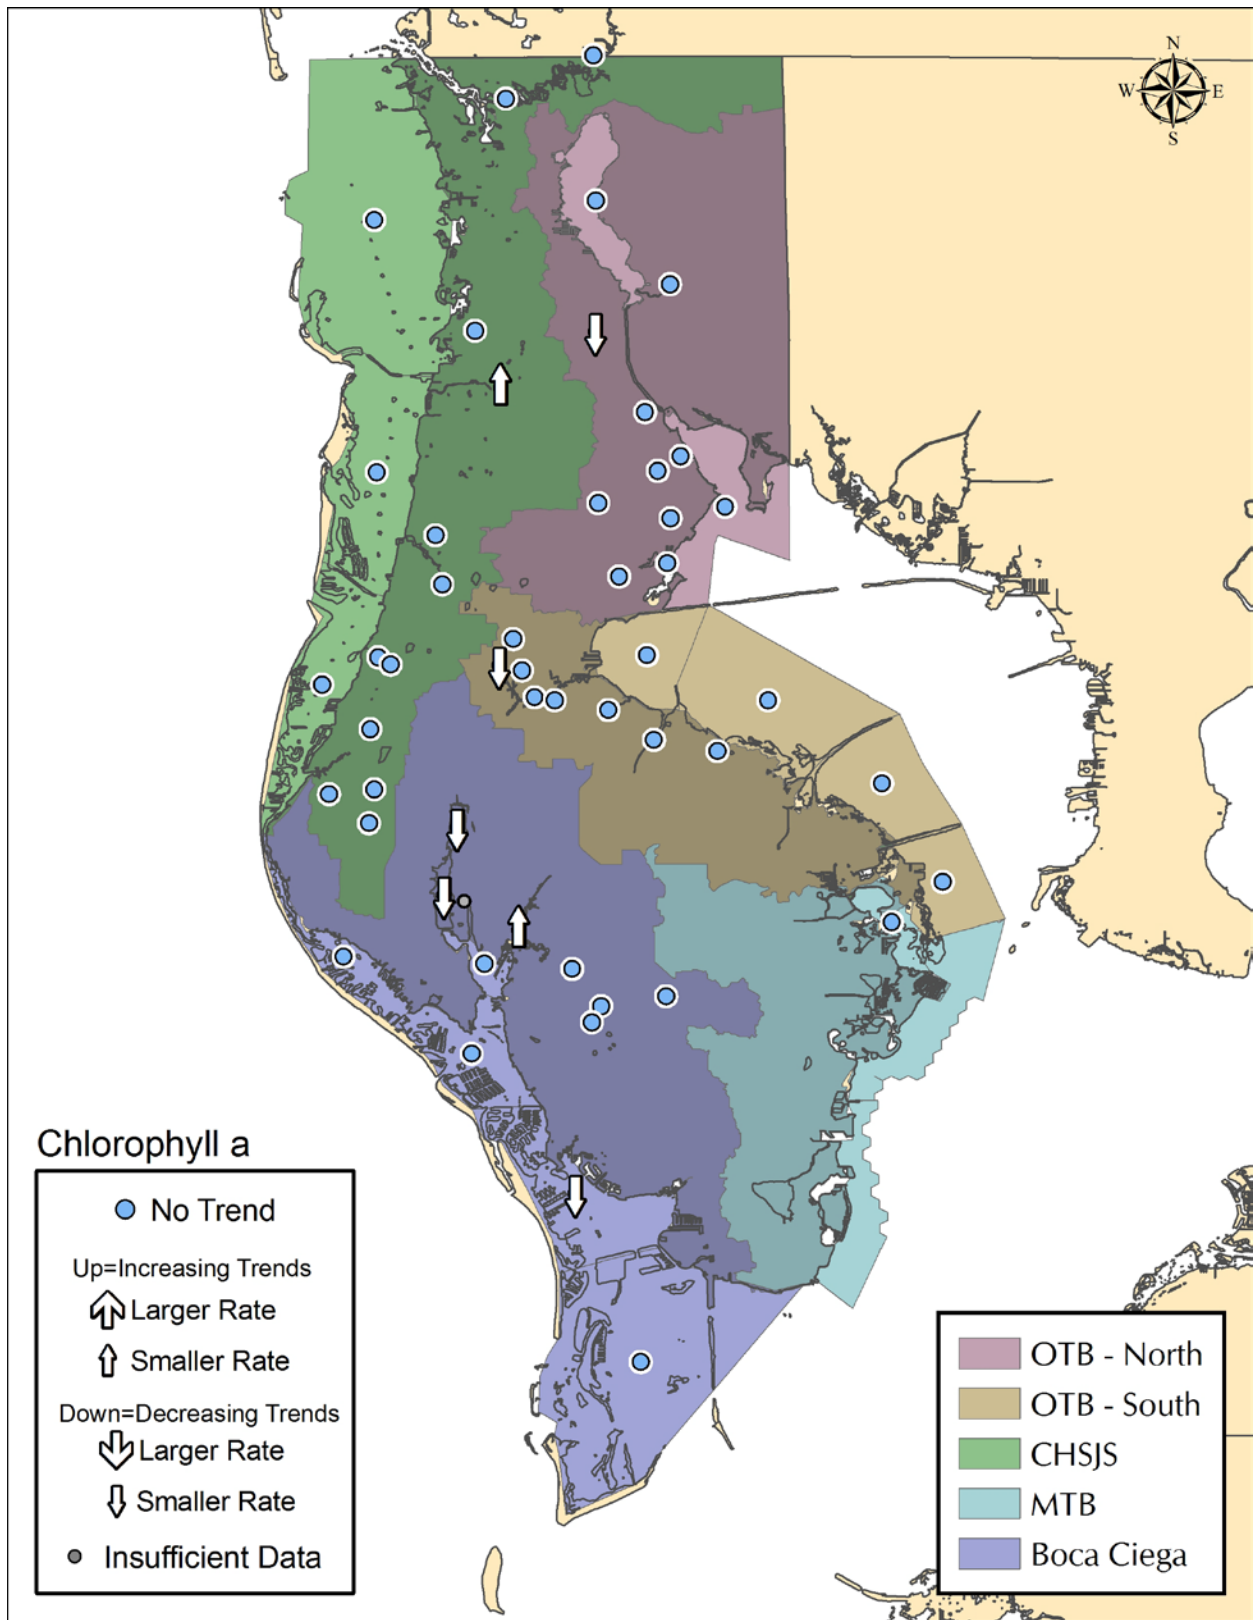 N
W E
S
Chlorophyll a
No Trend
Up=Increasing Trends
Larger Rate
Smaller Rate
Down=Decreasing Trends
Larger Rate
Smaller Rate
Insufficient Data
OTB - North
OTB - South
CHSJS
MTB
Boca Ciega